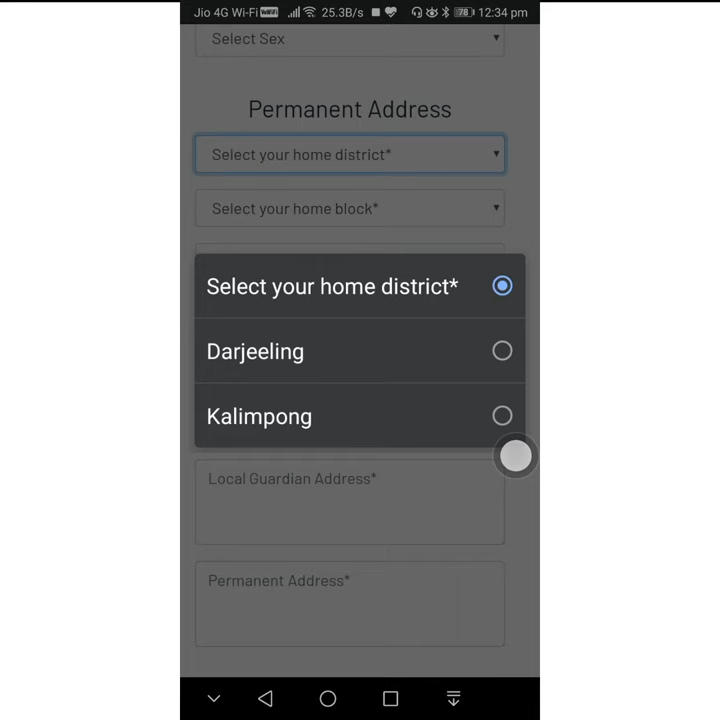 Jio 4G Wi-Fi WiFi 25.3B/s 78 12:34 pm
Select Sex
Permanent Address
Select your home district*
Select your home block*
Select your home district*
Darjeeling
Kalimpong
Local Guardian Address*
Permanent Address*